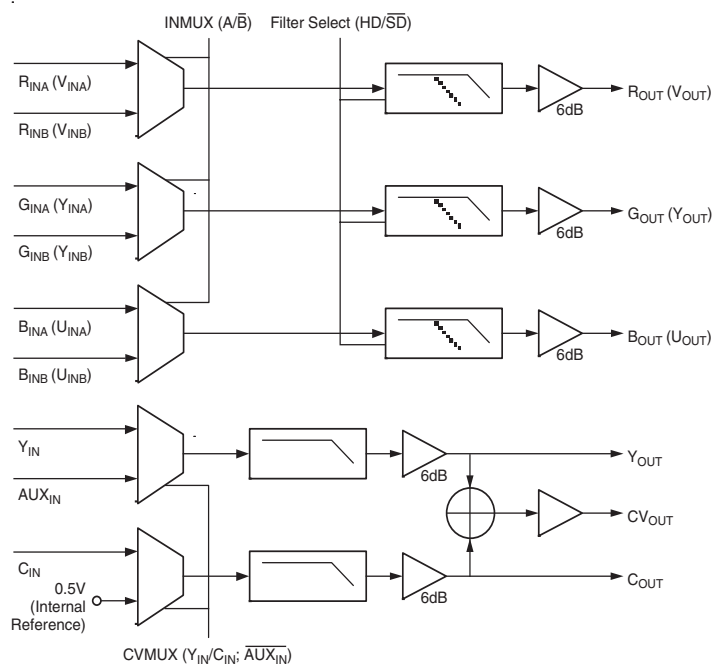 INMUX (A/B̅)
Filter Select (HD/S̅D̅)
R_INA (V_INA)
R_INB (V_INB)
6dB
R_OUT (V_OUT)
G_INA (Y_INA)
G_INB (Y_INB)
6dB
G_OUT (Y_OUT)
B_INA (U_INA)
B_INB (U_INB)
6dB
B_OUT (U_OUT)
Y_IN
AUX_IN
6dB
Y_OUT
CV_OUT
C_IN
0.5V
(Internal
Reference)
6dB
C_OUT
CVMUX (Y_IN/C_IN; A̅U̅X̅_I̅N̅)